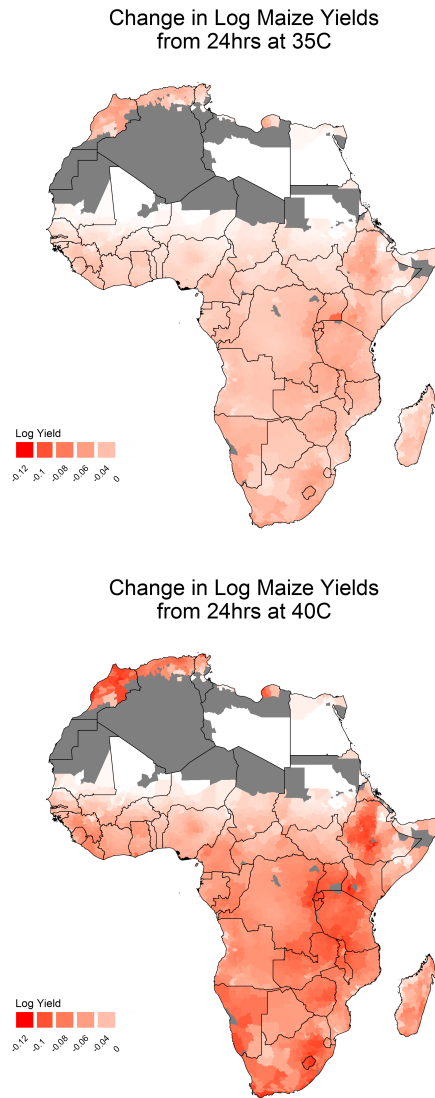 Change in Log Maize Yields
from 24hrs at 35C
Log Yield
-0.12
-0.1
-0.08
-0.06
-0.04
0
Change in Log Maize Yields
from 24hrs at 40C
Log Yield
-0.12
-0.1
-0.08
-0.06
-0.04
0